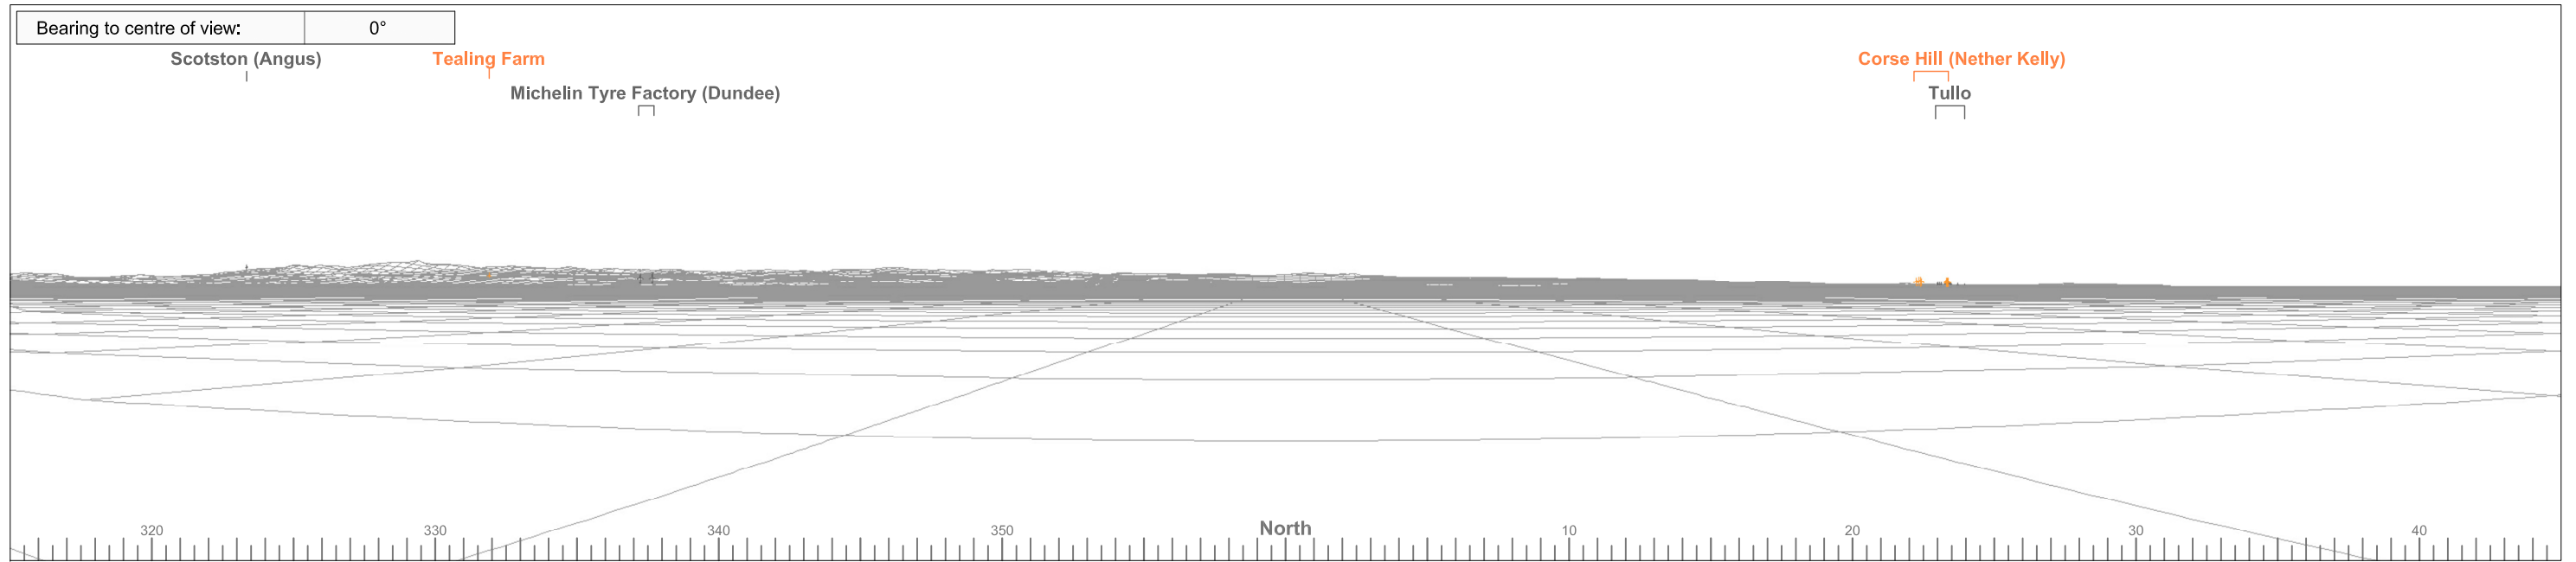 Bearing to centre of view: 0°
Scotston (Angus) Tealing Farm Corse Hill (Nether Kelly)
Michelin Tyre Factory (Dundee) Tullo
320 330 340 350 North 10 20 30 40